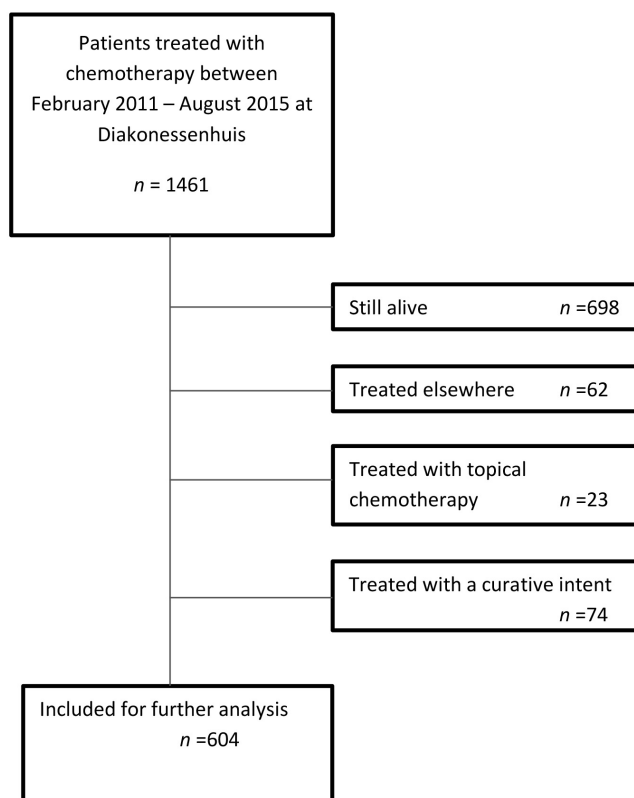 Patients treated with
chemotherapy between
February 2011 – August 2015 at
Diakonessenhuis
n = 1461
Still alive n =698
Treated elsewhere n =62
Treated with topical
chemotherapy n =23
Treated with a curative intent
n =74
Included for further analysis
n =604